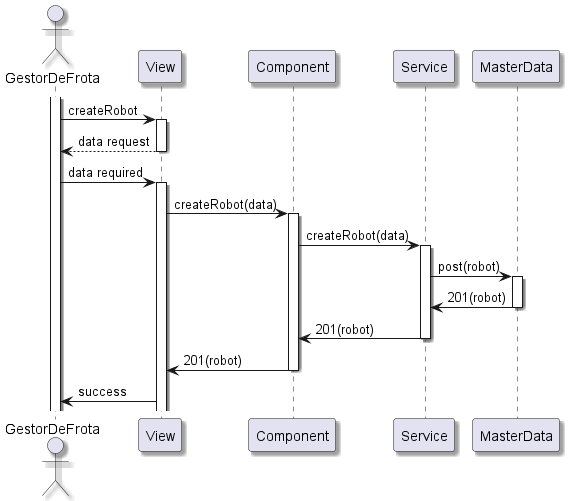 GestorDeFrota
View
Component
Service
MasterData
createRobot
data request
data required
createRobot(data)
createRobot(data)
post(robot)
201(robot)
201(robot)
201(robot)
success
GestorDeFrota
View
Component
Service
MasterData